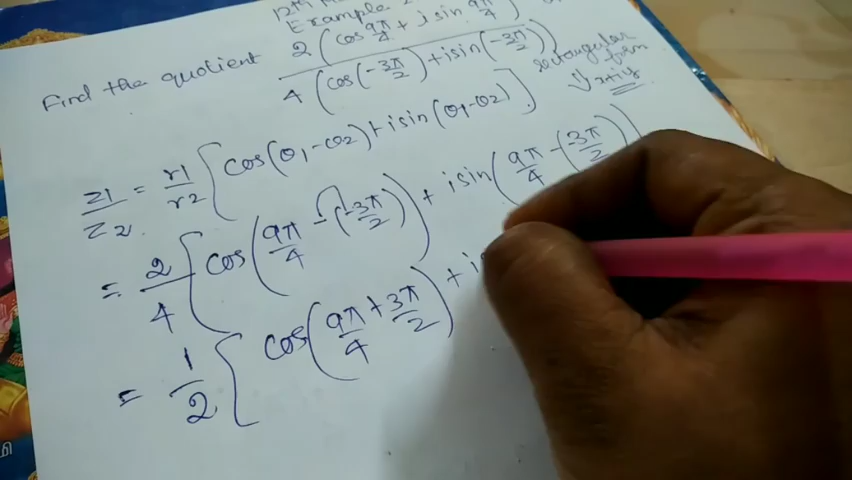 12th
Example
Find the quotient 2 (cos 9π/4 + i sin 9π/4) / 4 (cos(-3π/2) + i sin(-3π/2))
rectangular form
x+iy
z1/z2 = r1/r2 [cos(θ1-θ2) + i sin(θ1-θ2)].
= 2/4 [cos(9π/4 - (-3π/2)) + i sin(9π/4 - (-3π/2))
= 1/2 [cos(9π/4 + 3π/2) + i